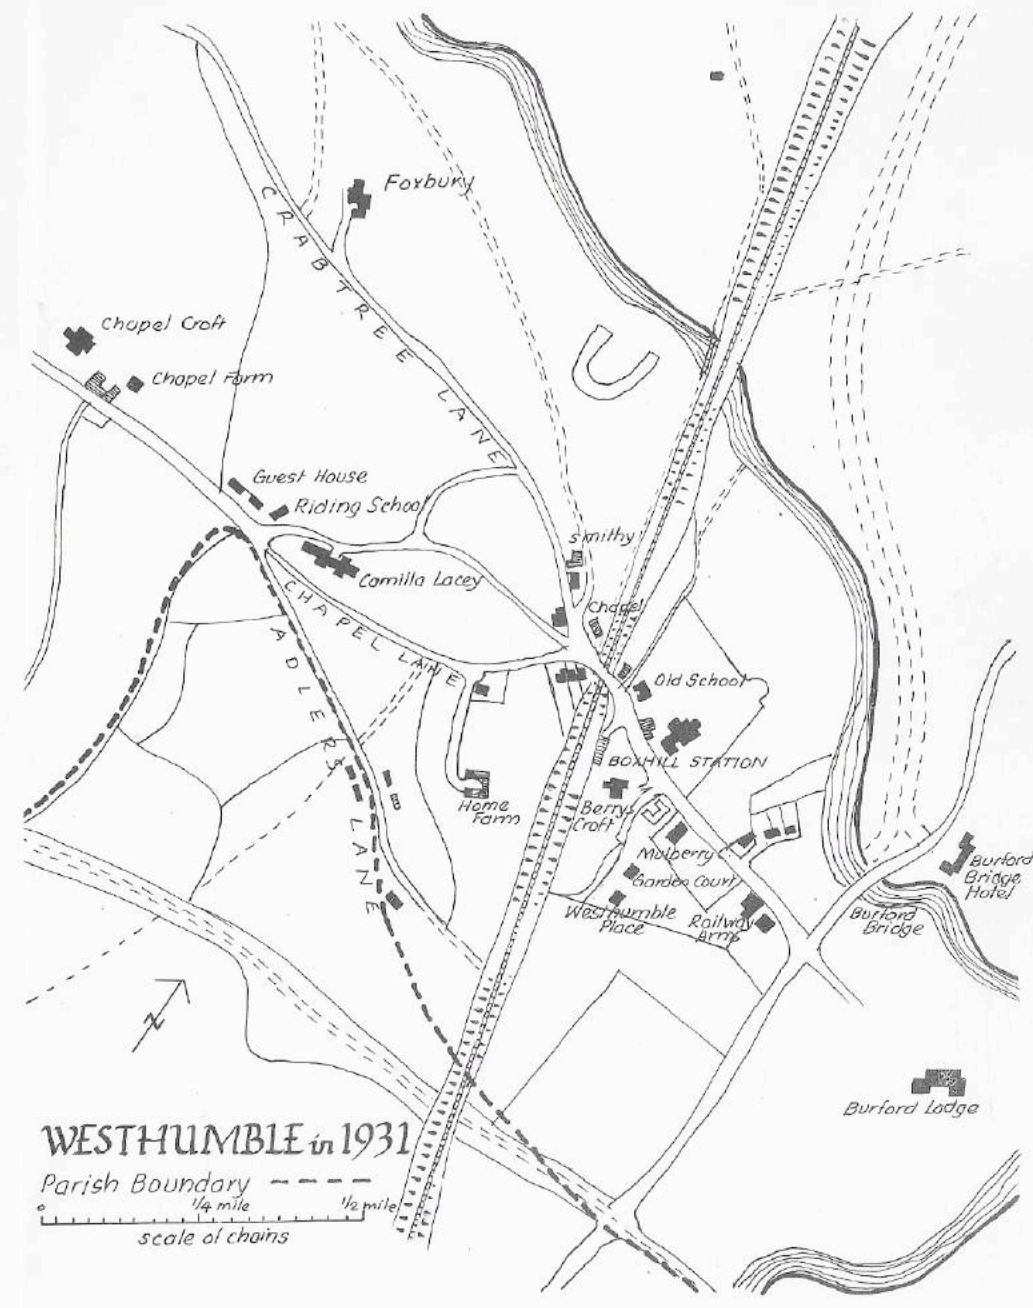 Foxbury
CRABTREE LANE
Chapel Croft
Chapel Farm
Guest House
Riding School
Smithy
Camilla Lacey
Chapel
CHAPEL LANE
ADLERS LANE
Old School
BOXHILL STATION
Home
Farm
Berry
Croft
Mulberry C.
Garden Court
Westhumble
Place
Railway
Arms
Burford
Bridge
Hotel
Burford
Bridge
N
Burford Lodge
WESTHUMBLE in 1931
Parish Boundary
0 1/4 mile 1/2 mile
scale of chains